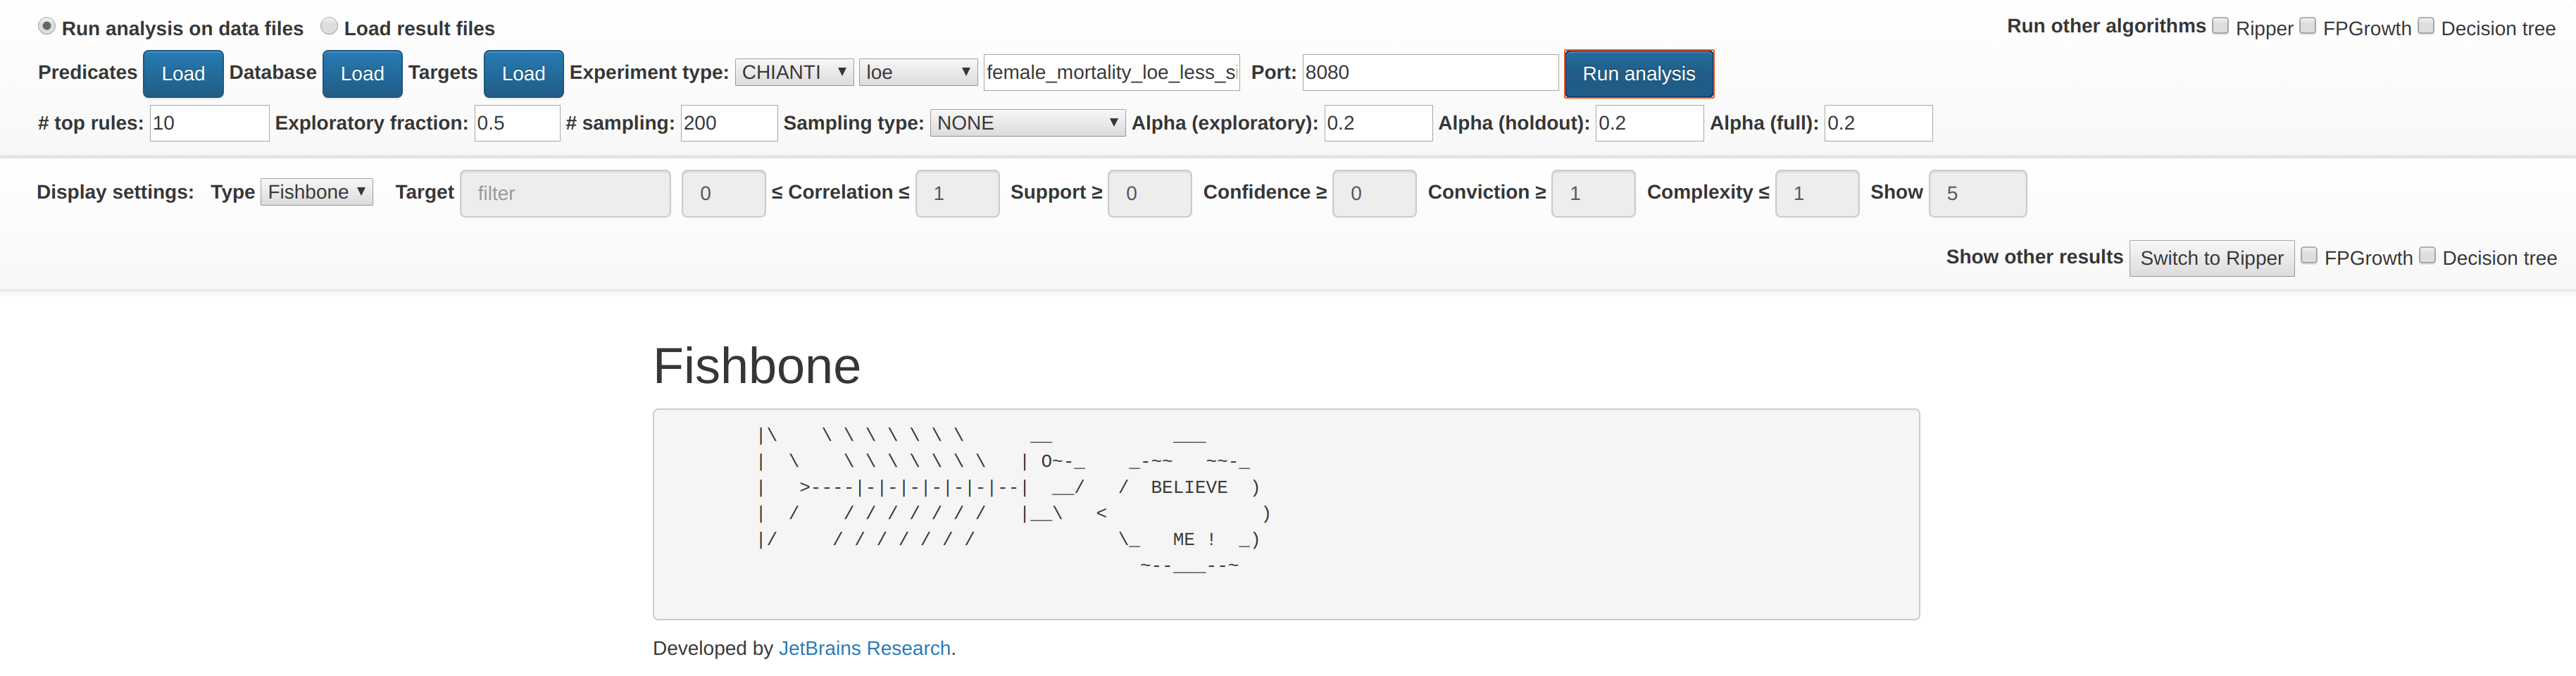 Run analysis on data files Load result files Run other algorithms Ripper FPGrowth Decision tree
Predicates Load Database Load Targets Load Experiment type: CHIANTI loe female_mortality_loe_less_si Port: 8080 Run analysis
# top rules: 10 Exploratory fraction: 0.5 # sampling: 200 Sampling type: NONE Alpha (exploratory): 0.2 Alpha (holdout): 0.2 Alpha (full): 0.2
Display settings: Type Fishbone Target filter 0 ≤ Correlation ≤ 1 Support ≥ 0 Confidence ≥ 0 Conviction ≥ 1 Complexity ≤ 1 Show 5
Show other results Switch to Ripper FPGrowth Decision tree
Fishbone
|\    \ \ \ \ \ \ \      __           ___
|  \    \ \ \ \ \ \ \   | O~-_    _-~~   ~~-_
|   >----|-|-|-|-|-|-|--|  __/   /  BELIEVE  )
|  /    / / / / / / /   |__\   <              )
|/     / / / / / / /             \_   ME !  _)
~--___--~
Developed by JetBrains Research.